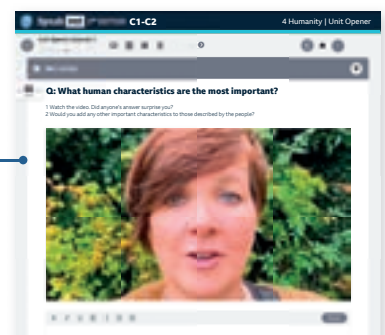 C1-C2
4 Humanity | Unit Opener
Q: What human characteristics are the most important?
1 Watch the video. Did anyone's answer surprise you?
2 Would you add any other important characteristics to those described by the people?